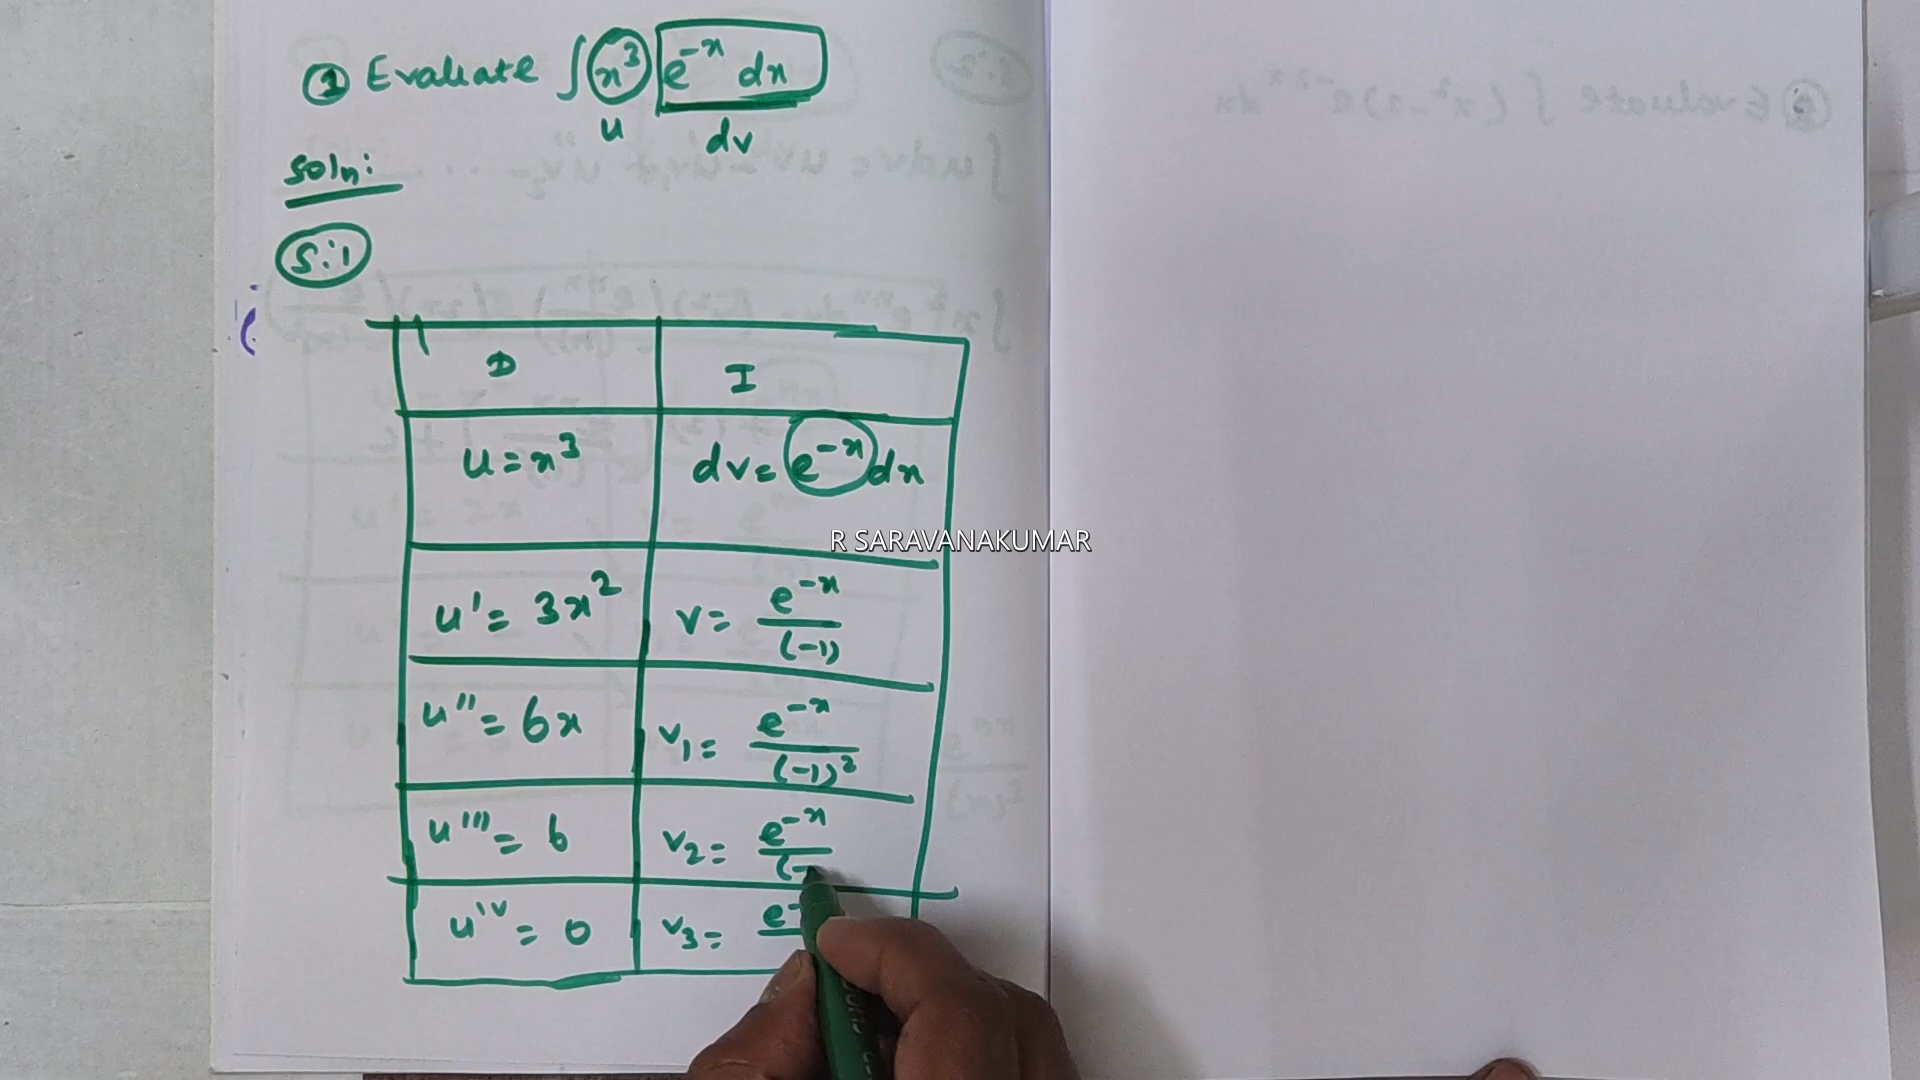 ① Evaluate ∫ x³ e⁻ˣ dx
u dv
Soln:
S:1
D I
u = x³ dv = e⁻ˣ dx
u' = 3x² v = e⁻ˣ/(-1)
u'' = 6x v₁ = e⁻ˣ/(-1)²
u''' = 6 v₂ = e⁻ˣ/(-
u'ᵛ = 0 v₃ = e⁻
R SARAVANAKUMAR